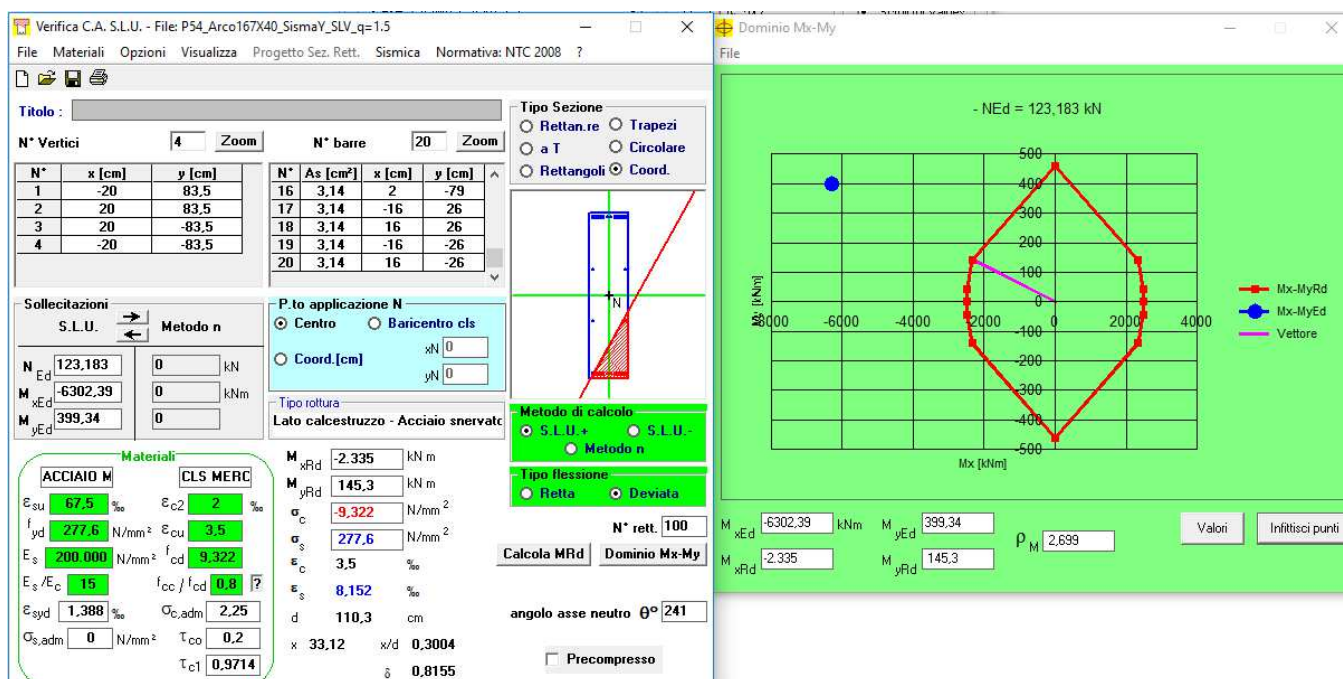 Verifica C.A. S.L.U. - File: P54_Arco167X40_SismaY_SLV_q=1.5
File Materiali Opzioni Visualizza Progetto Sez. Rett. Sismica Normativa: NTC 2008 ?
Titolo :
N° Vertici 4 Zoom N° barre 20 Zoom
N° x [cm] y [cm]
1 -20 83,5
2 20 83,5
3 20 -83,5
4 -20 -83,5
N° As [cm²] x [cm] y [cm]
16 3,14 2 -79
17 3,14 -16 26
18 3,14 16 26
19 3,14 -16 -26
20 3,14 16 -26
Tipo Sezione
Rettan.re Trapezi
a T Circolare
Rettangoli Coord.
N
Sollecitazioni
S.L.U. Metodo n
N Ed 123,183 0 kN
M xEd -6302,39 0 kNm
M yEd 399,34 0
P.to applicazione N
Centro Baricentro cls
Coord.[cm] xN 0
yN 0
Tipo rottura
Lato calcestruzzo - Acciaio snervato
Metodo di calcolo
S.L.U.+ S.L.U.-
Metodo n
Tipo flessione
Retta Deviata
Materiali
ACCIAIO M CLS MERC
εsu 67,5 ‰ εc2 2 ‰
fyd 277,6 N/mm² εcu 3,5
Es 200.000 N/mm² fcd 9,322
Es/Ec 15 fcc / fcd 0,8 ?
εsyd 1,388 ‰ σc,adm 2,25
σs,adm 0 N/mm² τco 0,2
τc1 0,9714
M xRd -2.335 kN m
M yRd 145,3 kN m
σc -9,322 N/mm²
σs 277,6 N/mm²
εc 3,5 ‰
εs 8,152 ‰
d 110,3 cm
x 33,12 x/d 0,3004
δ 0,8155
N° rett. 100
Calcola MRd Dominio Mx-My
angolo asse neutro θ° 241
Precompresso
Dominio Mx-My
File
- NEd = 123,183 kN
500
400
300
200
100
0
-100
-200
-300
-400
-500
-8000 -6000 -4000 -2000 0 2000 4000
My [kNm]
Mx [kNm]
Mx-MyRd
Mx-MyEd
Vettore
M xEd -6302,39 kNm M yEd 399,34
M xRd -2.335 M yRd 145,3
ρM 2,699
Valori Infittisci punti